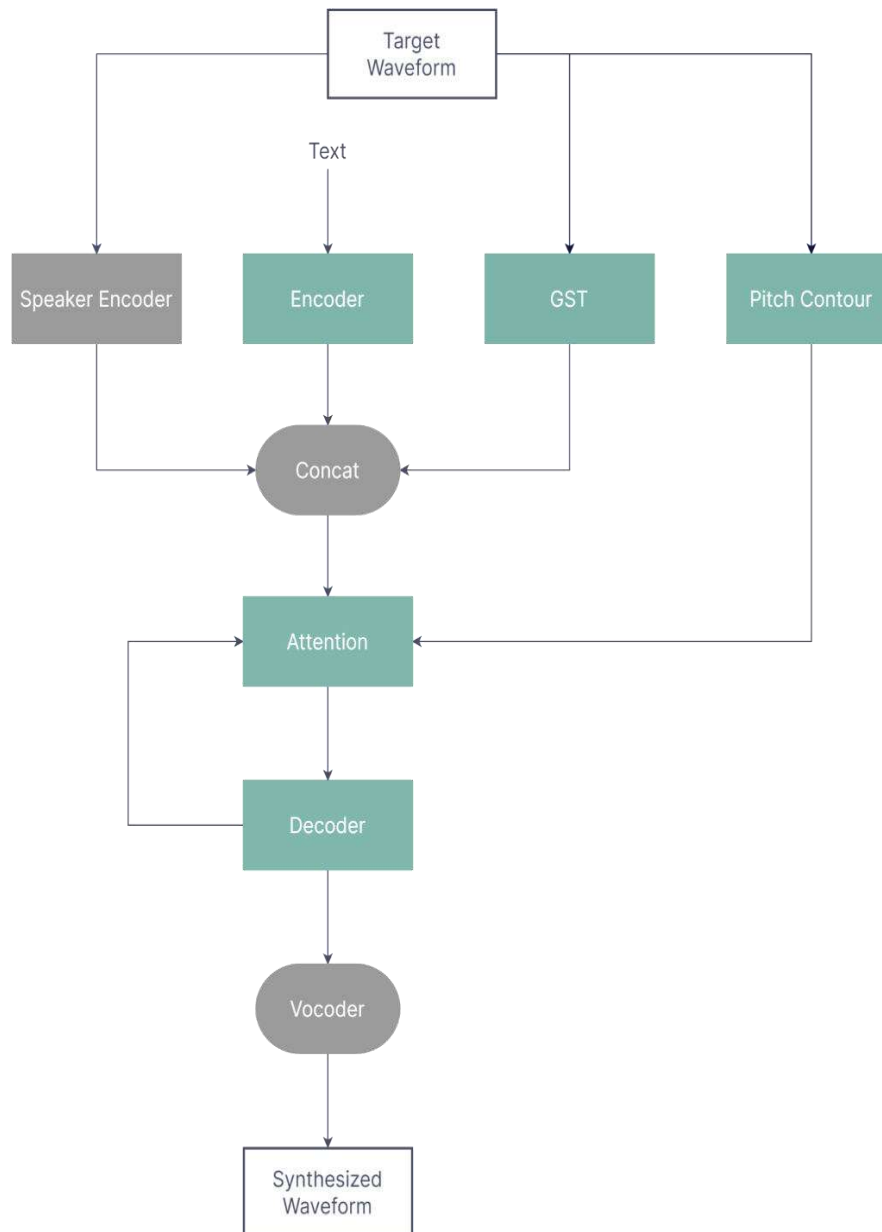 Target
Waveform
Text
Speaker Encoder
Encoder
GST
Pitch Contour
Concat
Attention
Decoder
Vocoder
Synthesized
Waveform